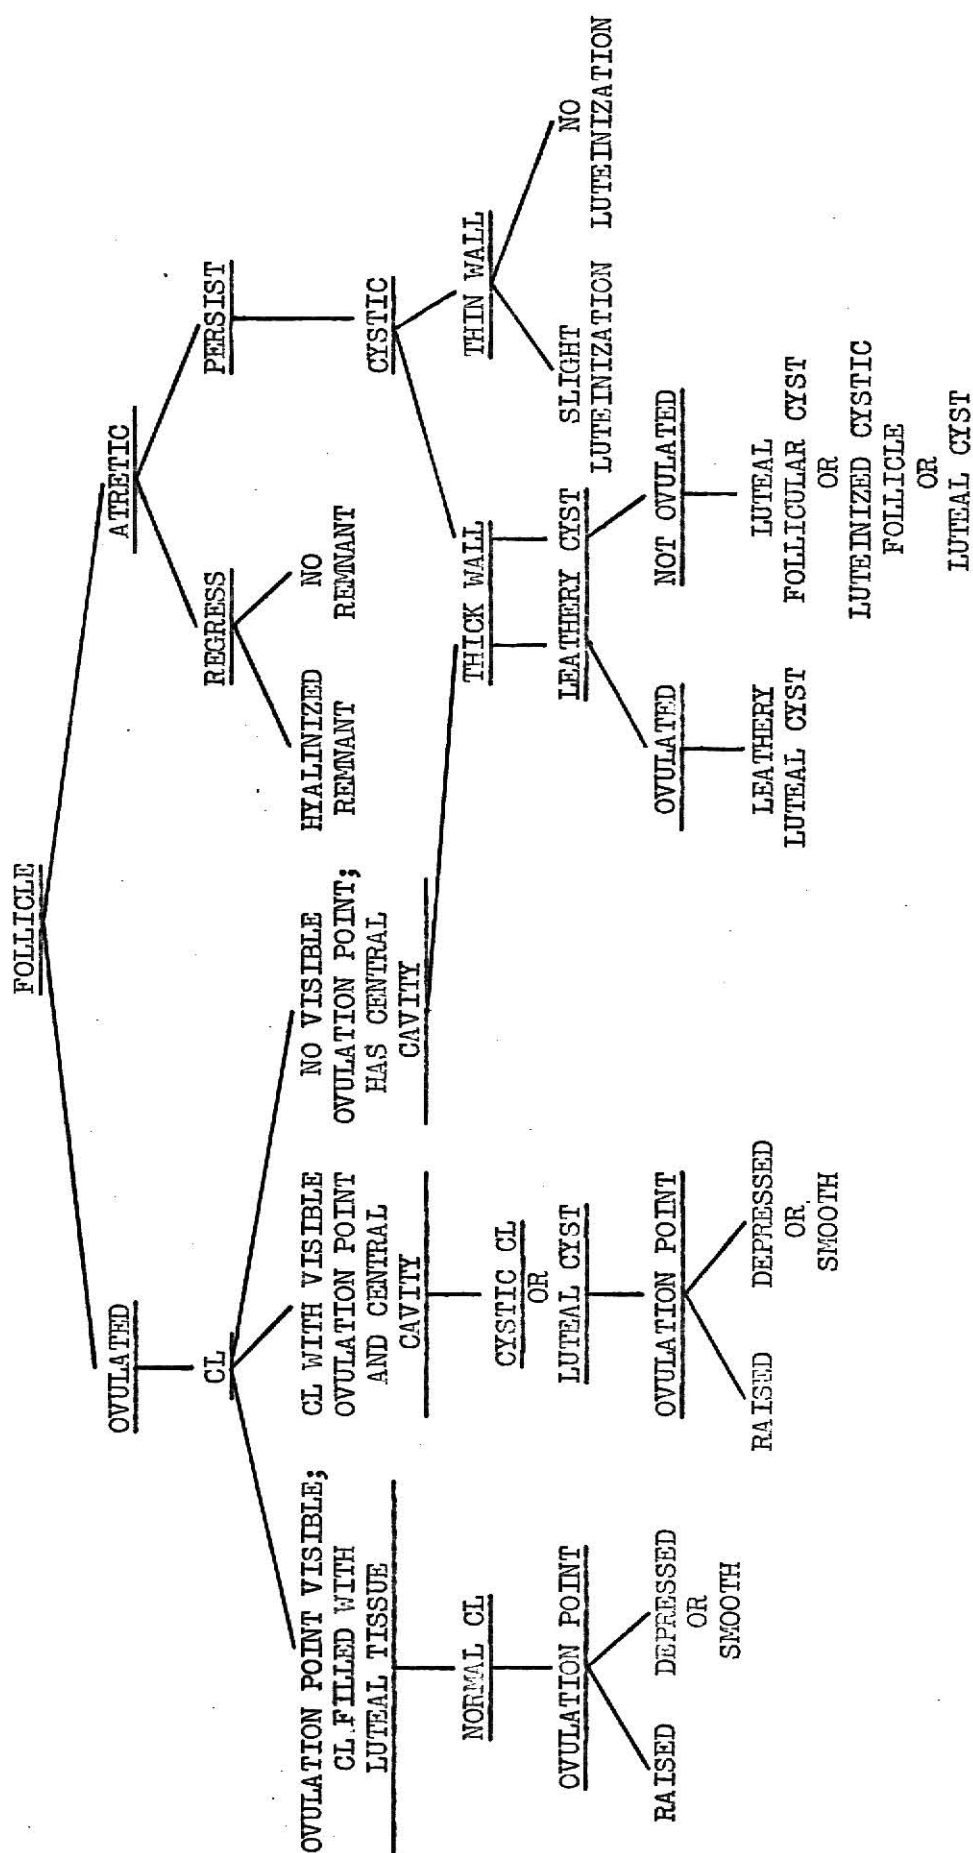 FOLLICLE
OVULATED
ATRETIC
CL
REGRESS
PERSIST
OVULATION POINT VISIBLE;
CL FILLED WITH
LUTEAL TISSUE
CL WITH VISIBLE
OVULATION POINT
AND CENTRAL
CAVITY
NO VISIBLE
OVULATION POINT;
HAS CENTRAL
CAVITY
HYALINIZED
REMNANT
NO
REMNANT
CYSTIC
NORMAL CL
CYSTIC CL
OR
LUTEAL CYST
THICK WALL
THIN WALL
OVULATION POINT
RAISED
DEPRESSED
OR
SMOOTH
OVULATION POINT
RAISED
DEPRESSED
OR
SMOOTH
LEATHERY CYST
SLIGHT
LUTEINIZATION
NO
LUTEINIZATION
OVULATED
NOT OVULATED
LEATHERY
LUTEAL CYST
LUTEAL
FOLLICULAR CYST
OR
LUTEINIZED CYSTIC
FOLLICLE
OR
LUTEAL CYST